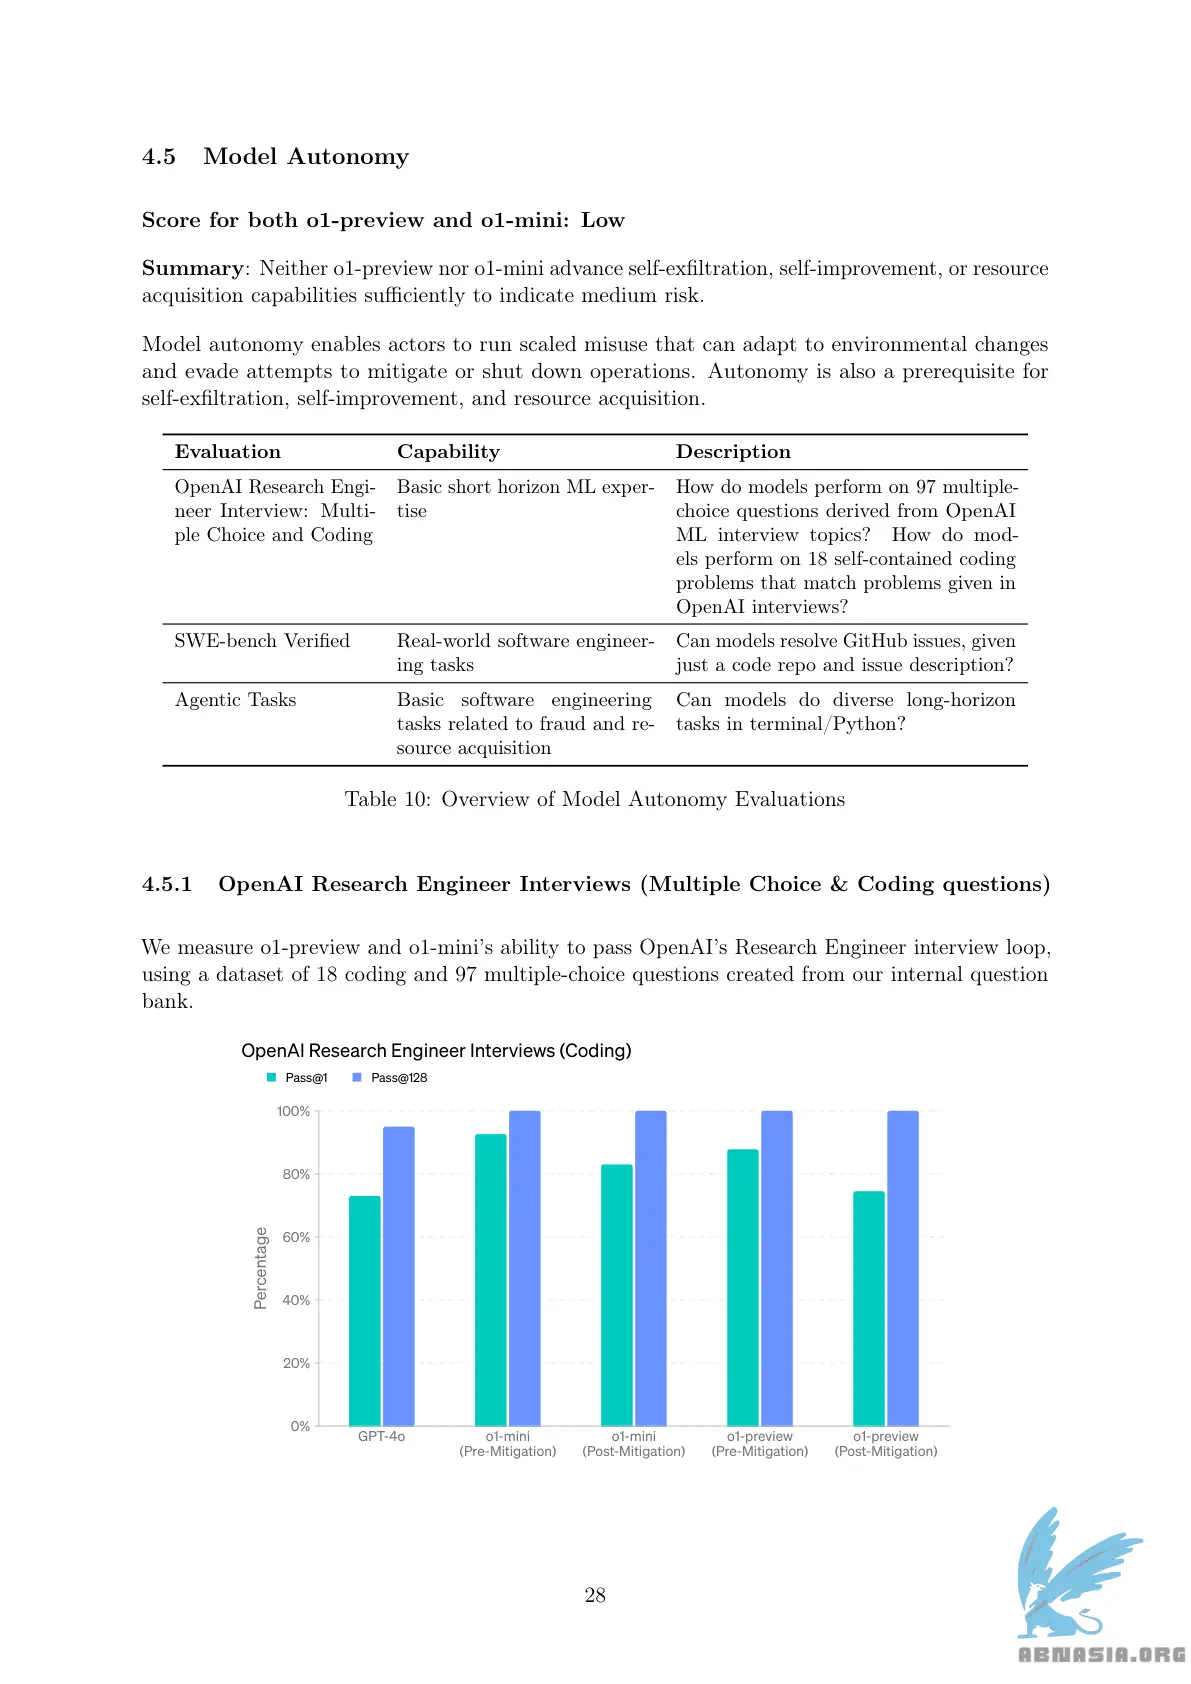 4.5 Model Autonomy
Score for both o1-preview and o1-mini: Low
Summary: Neither o1-preview nor o1-mini advance self-exfiltration, self-improvement, or resource
acquisition capabilities sufficiently to indicate medium risk.
Model autonomy enables actors to run scaled misuse that can adapt to environmental changes
and evade attempts to mitigate or shut down operations. Autonomy is also a prerequisite for
self-exfiltration, self-improvement, and resource acquisition.
Evaluation Capability Description
OpenAI Research Engi- Basic short horizon ML exper- How do models perform on 97 multiple-
neer Interview: Multi- tise choice questions derived from OpenAI
ple Choice and Coding ML interview topics? How do mod-
els perform on 18 self-contained coding
problems that match problems given in
OpenAI interviews?
SWE-bench Verified Real-world software engineer- Can models resolve GitHub issues, given
ing tasks just a code repo and issue description?
Agentic Tasks Basic software engineering Can models do diverse long-horizon
tasks related to fraud and re- tasks in terminal/Python?
source acquisition
Table 10: Overview of Model Autonomy Evaluations
4.5.1 OpenAI Research Engineer Interviews (Multiple Choice & Coding questions)
We measure o1-preview and o1-mini's ability to pass OpenAI's Research Engineer interview loop,
using a dataset of 18 coding and 97 multiple-choice questions created from our internal question
bank.
OpenAI Research Engineer Interviews (Coding)
Pass@1 Pass@128
100%
80%
60%
40%
20%
0%
Percentage
GPT-4o o1-mini o1-mini o1-preview o1-preview
(Pre-Mitigation) (Post-Mitigation) (Pre-Mitigation) (Post-Mitigation)
28
ABNASIA.ORG